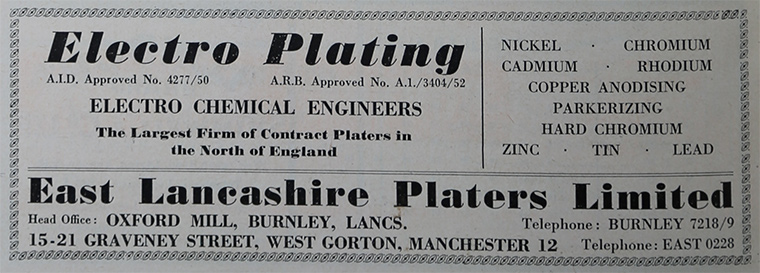 Electro Plating
A.I.D. Approved No. 4277/50 A.R.B. Approved No. A.1./3404/52
ELECTRO CHEMICAL ENGINEERS
The Largest Firm of Contract Platers in
the North of England
NICKEL · CHROMIUM
CADMIUM · RHODIUM
COPPER ANODISING
PARKERIZING
HARD CHROMIUM
ZINC · TIN · LEAD
East Lancashire Platers Limited
Head Office: OXFORD MILL, BURNLEY, LANCS. Telephone: BURNLEY 7218/9
15-21 GRAVENEY STREET, WEST GORTON, MANCHESTER 12 Telephone: EAST 0228